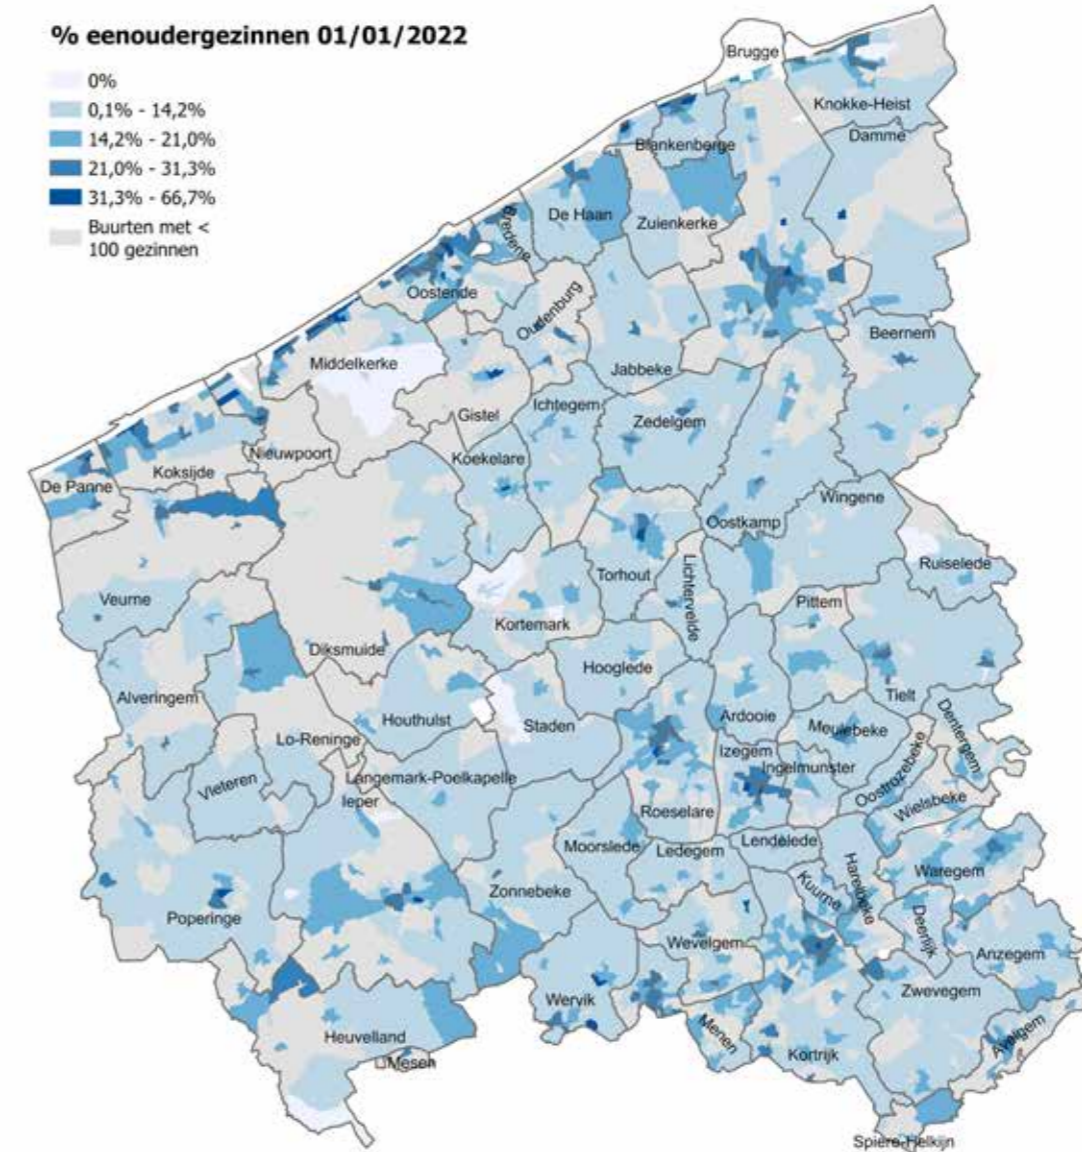 % eenoudergezinnen 01/01/2022
0%
0,1% - 14,2%
14,2% - 21,0%
21,0% - 31,3%
31,3% - 66,7%
Buurten met <
100 gezinnen
Brugge
Knokke-Heist
Damme
Blankenberge
De Haan
Zuienkerke
Bredene
Oostende
Oudenburg
Beernem
Middelkerke
Jabbeke
Ichtegem
Gistel
Zedelgem
Nieuwpoort
Koekelare
Koksijde
De Panne
Wingene
Oostkamp
Ruiselede
Torhout
Lichtervelde
Veurne
Pittem
Kortemark
Diksmuide
Hooglede
Tielt
Alveringem
Houthulst
Staden
Ardooie
Meulebeke
Dentergem
Lo-Reninge
Izegem
Ingelmunster
Oostrozebeke
Vleteren
Langemark-Poelkapelle
Ieper
Roeselare
Wielsbeke
Moorslede
Ledegem
Lendelede
Harelbeke
Waregem
Zonnebeke
Kuurne
Poperinge
Deerlijk
Wevelgem
Anzegem
Zwevegem
Wervik
Heuvelland
Menen
Avelgem
Mesen
Kortrijk
Spiere-Helkijn